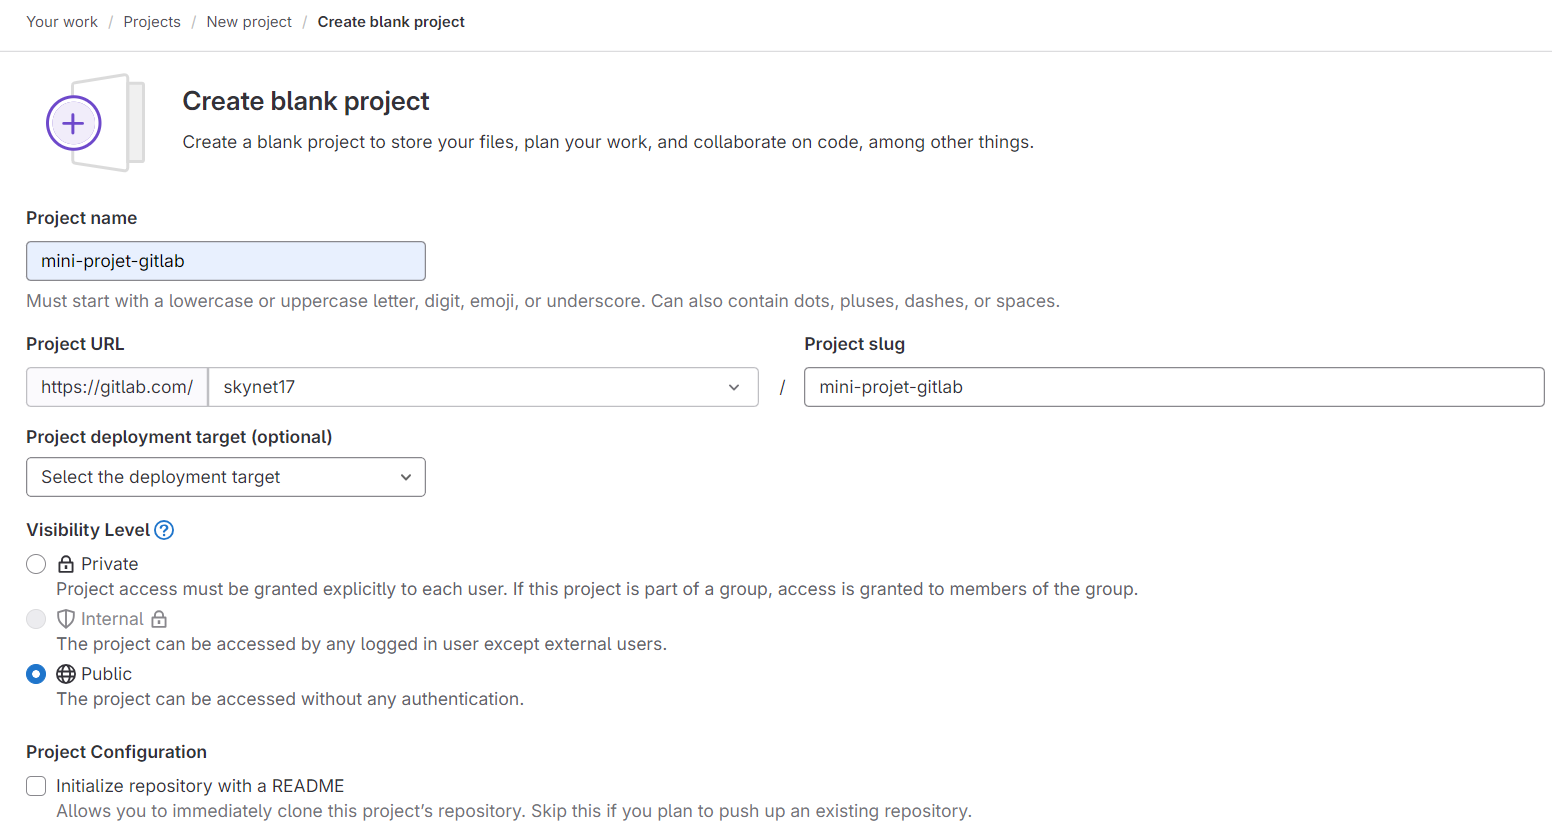 Your work / Projects / New project / Create blank project
Create blank project
Create a blank project to store your files, plan your work, and collaborate on code, among other things.
Project name
mini-projet-gitlab
Must start with a lowercase or uppercase letter, digit, emoji, or underscore. Can also contain dots, pluses, dashes, or spaces.
Project URL
https://gitlab.com/ skynet17
/
Project slug
mini-projet-gitlab
Project deployment target (optional)
Select the deployment target
Visibility Level ?
Private
Project access must be granted explicitly to each user. If this project is part of a group, access is granted to members of the group.
Internal
The project can be accessed by any logged in user except external users.
Public
The project can be accessed without any authentication.
Project Configuration
Initialize repository with a README
Allows you to immediately clone this project’s repository. Skip this if you plan to push up an existing repository.